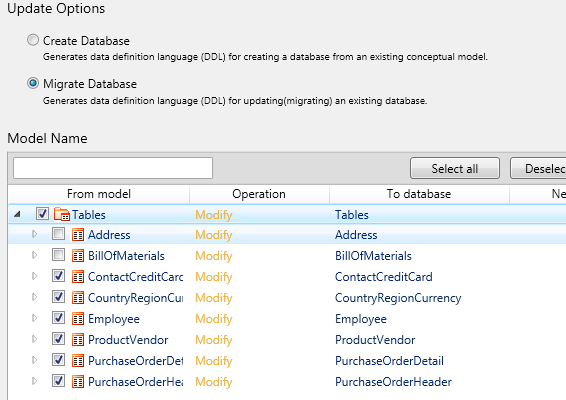 Update Options
Create Database
Generates data definition language (DDL) for creating a database from an existing conceptual model.
Migrate Database
Generates data definition language (DDL) for updating(migrating) an existing database.
Model Name
Select all Deselec
From model Operation To database Ne
Tables Modify Tables
Address Modify Address
BillOfMaterials Modify BillOfMaterials
ContactCreditCard Modify ContactCreditCard
CountryRegionCur Modify CountryRegionCurrency
Employee Modify Employee
ProductVendor Modify ProductVendor
PurchaseOrderDet Modify PurchaseOrderDetail
PurchaseOrderHea Modify PurchaseOrderHeader